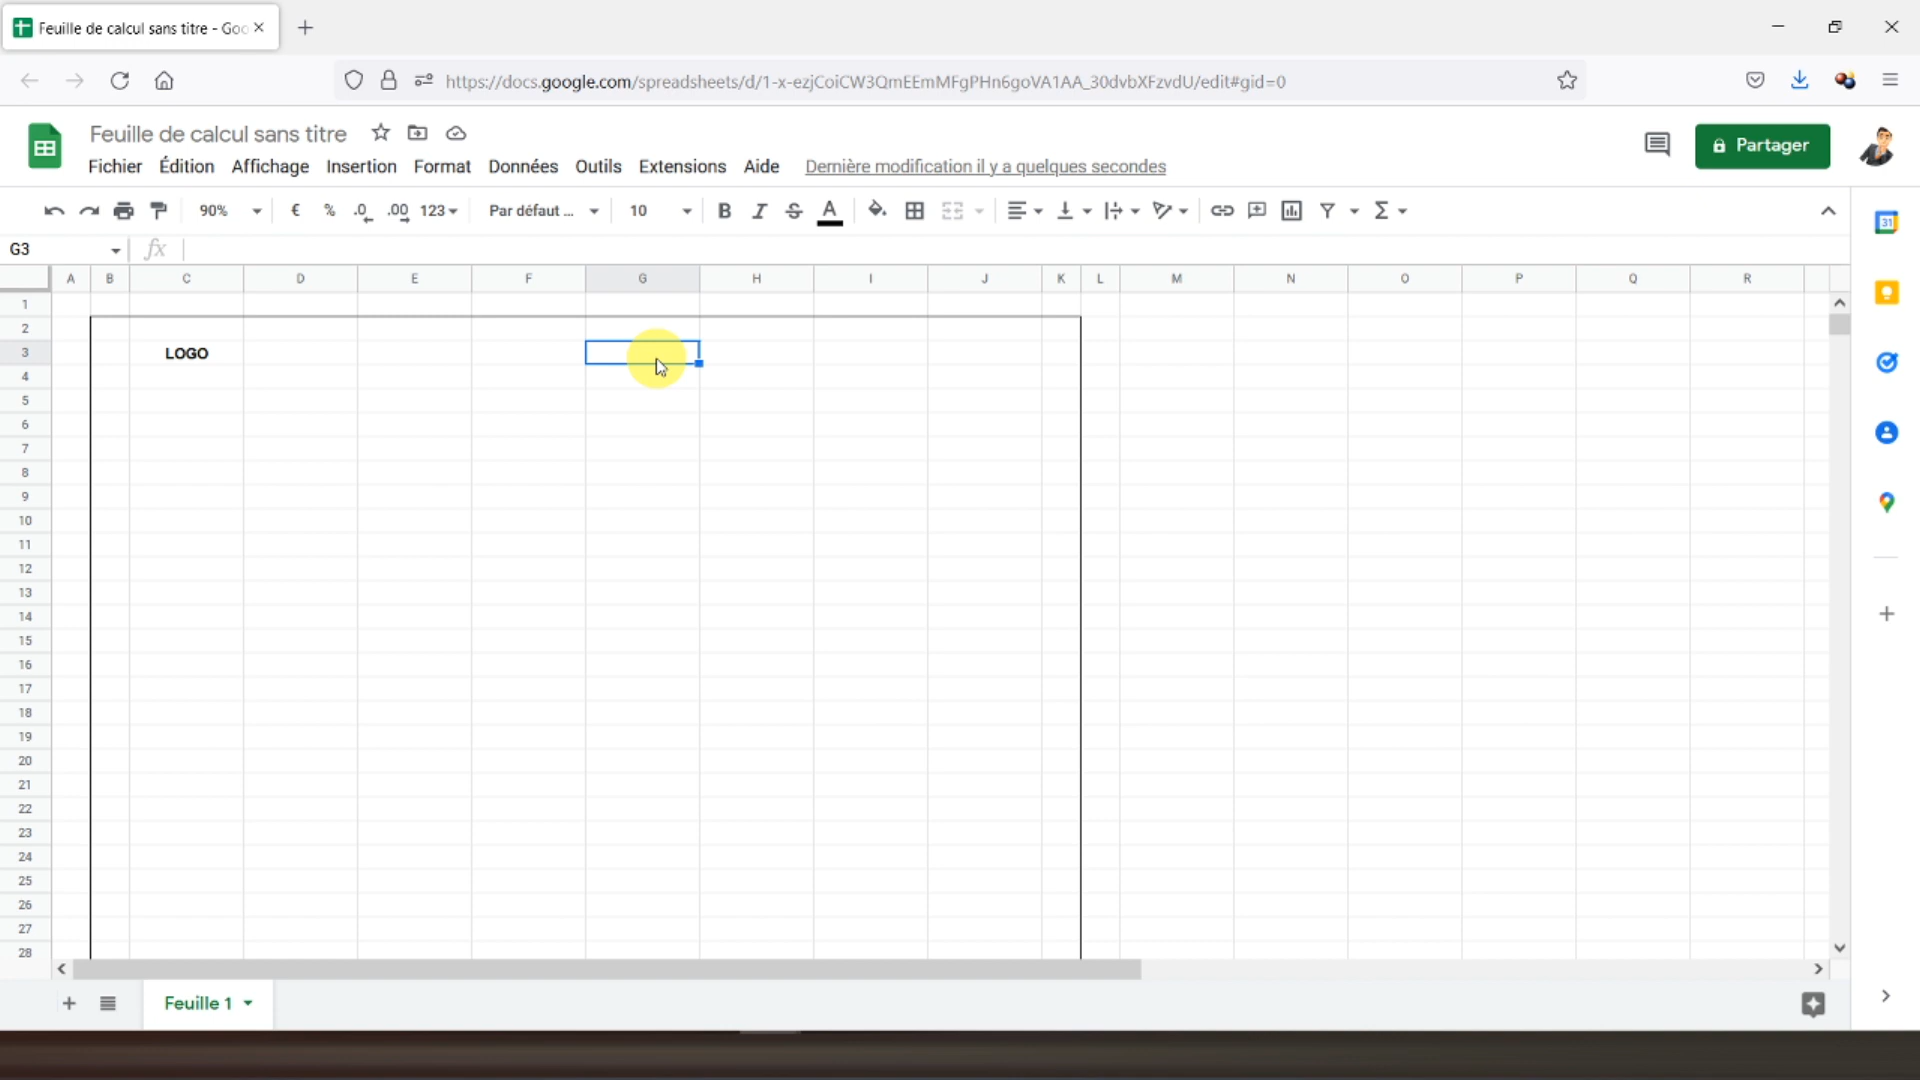 Feuille de calcul sans titre - Goo
https://docs.google.com/spreadsheets/d/1-x-ezjCoiCW3QmEEmMFgPHn6goVA1AA_30dvbXFzvdU/edit#gid=0
Feuille de calcul sans titre
Partager
Fichier Édition Affichage Insertion Format Données Outils Extensions Aide Dernière modification il y a quelques secondes
90% € % .0 .00 123 Par défaut ... 10 B I S A Σ
31
G3 fx
A B C D E F G H I J K L M N O P Q R
1
2
3 LOGO
4
5
6
7
8
9
10
11
12
13
14
15
16
17
18
19
20
21
22
23
24
25
26
27
28
Feuille 1